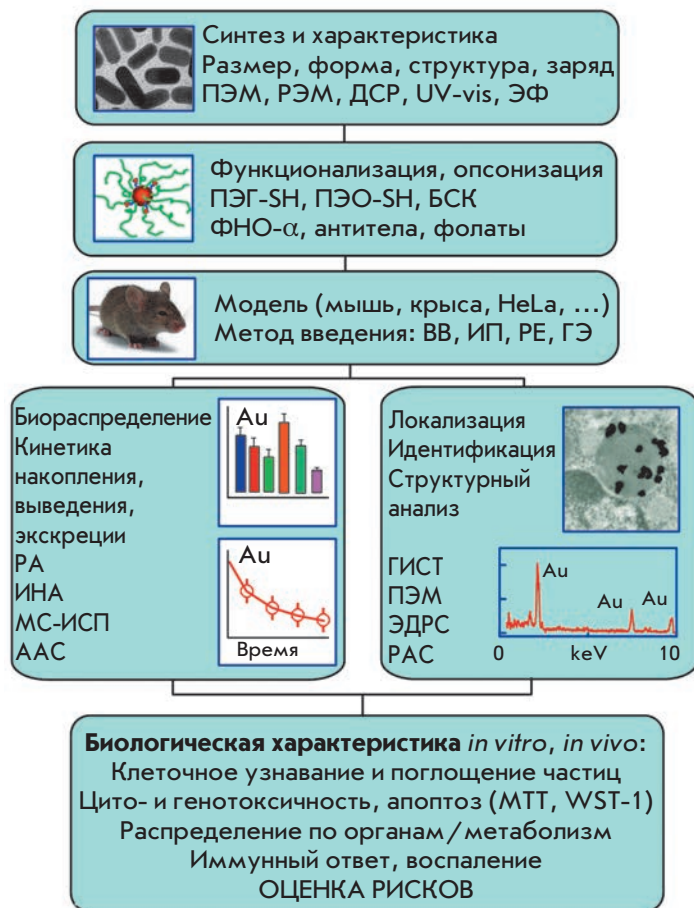 Синтез и характеристика
Размер, форма, структура, заряд
ПЭМ, РЭМ, ДСР, UV-vis, ЭФ
Функционализация, опсонизация
ПЭГ-SH, ПЭО-SH, БСК
ФНО-α, антитела, фолаты
Модель (мышь, крыса, HeLa, ...)
Метод введения: ВВ, ИП, РЕ, ГЭ
Биораспределение
Кинетика
накопления,
выведения,
экскреции
РА
ИНА
МС-ИСП
ААС
Au
Au
Время
Локализация
Идентификация
Структурный
анализ
ГИСТ
ПЭМ
ЭДРС
РАС
Au
Au
Au
0 keV 10
Биологическая характеристика in vitro, in vivo:
Клеточное узнавание и поглощение частиц
Цито- и генотоксичность, апоптоз (MTT, WST-1)
Распределение по органам/метаболизм
Иммунный ответ, воспаление
ОЦЕНКА РИСКОВ